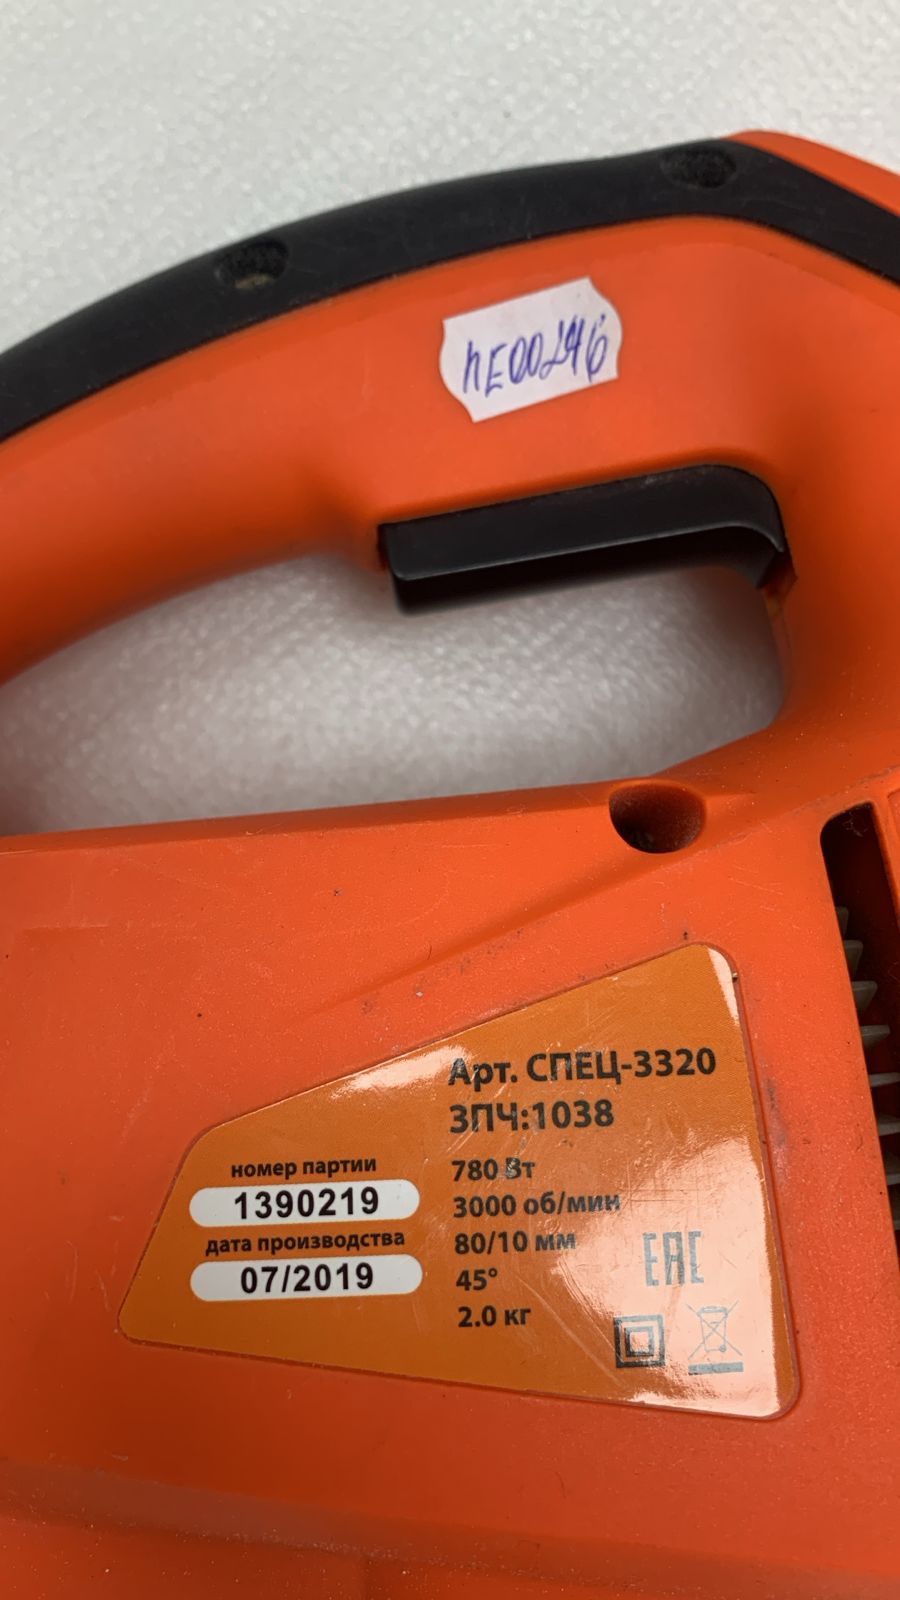 ПЕ00246
Арт. СПЕЦ-3320
ЗПЧ:1038
номер партии
1390219
дата производства
07/2019
780 Вт
3000 об/мин
80/10 мм
45°
2.0 кг
EAC